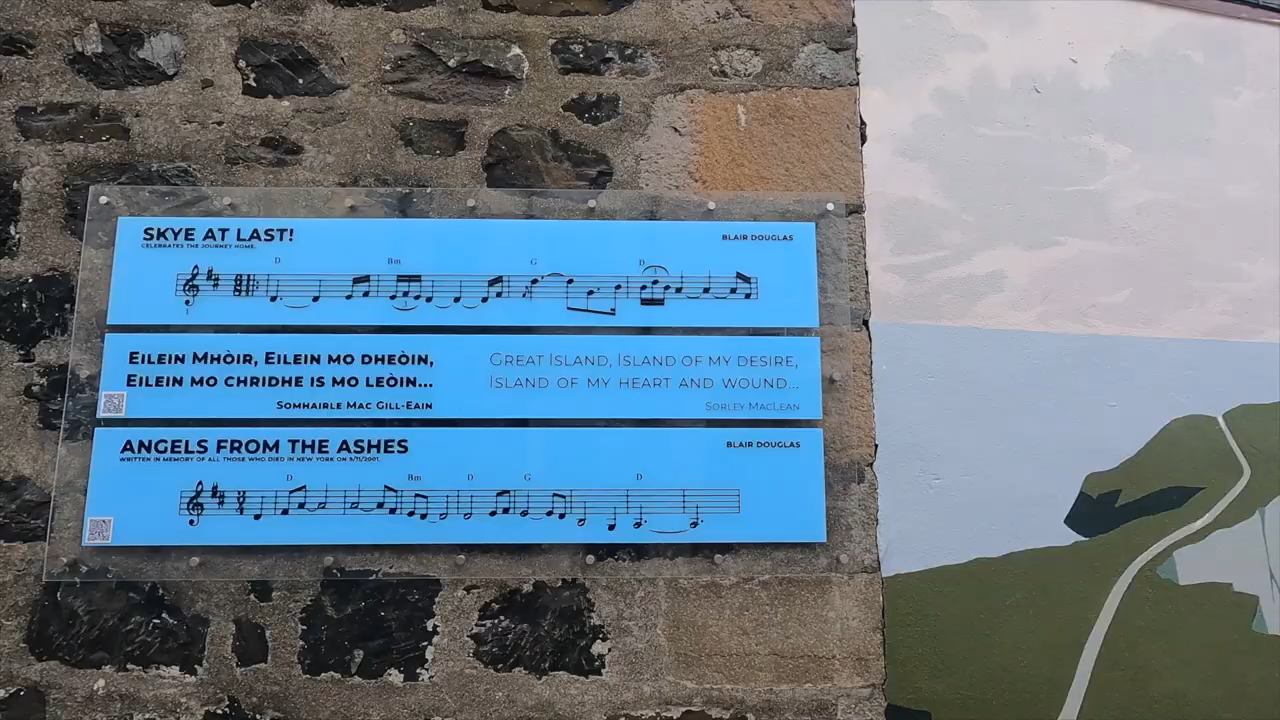 SKYE AT LAST!
CELEBRATES THE JOURNEY HOME.
BLAIR DOUGLAS
D Bm G D
3 3
1
EILEIN MHÒIR, EILEIN MO DHEÒIN,
EILEIN MO CHRIDHE IS MO LEÒIN...
SOMHAIRLE MAC GILL-EAIN
GREAT ISLAND, ISLAND OF MY DESIRE,
ISLAND OF MY HEART AND WOUND...
SORLEY MACLEAN
ANGELS FROM THE ASHES
WRITTEN IN MEMORY OF ALL THOSE WHO DIED IN NEW YORK ON 9/11/2001.
BLAIR DOUGLAS
D Bm D G D